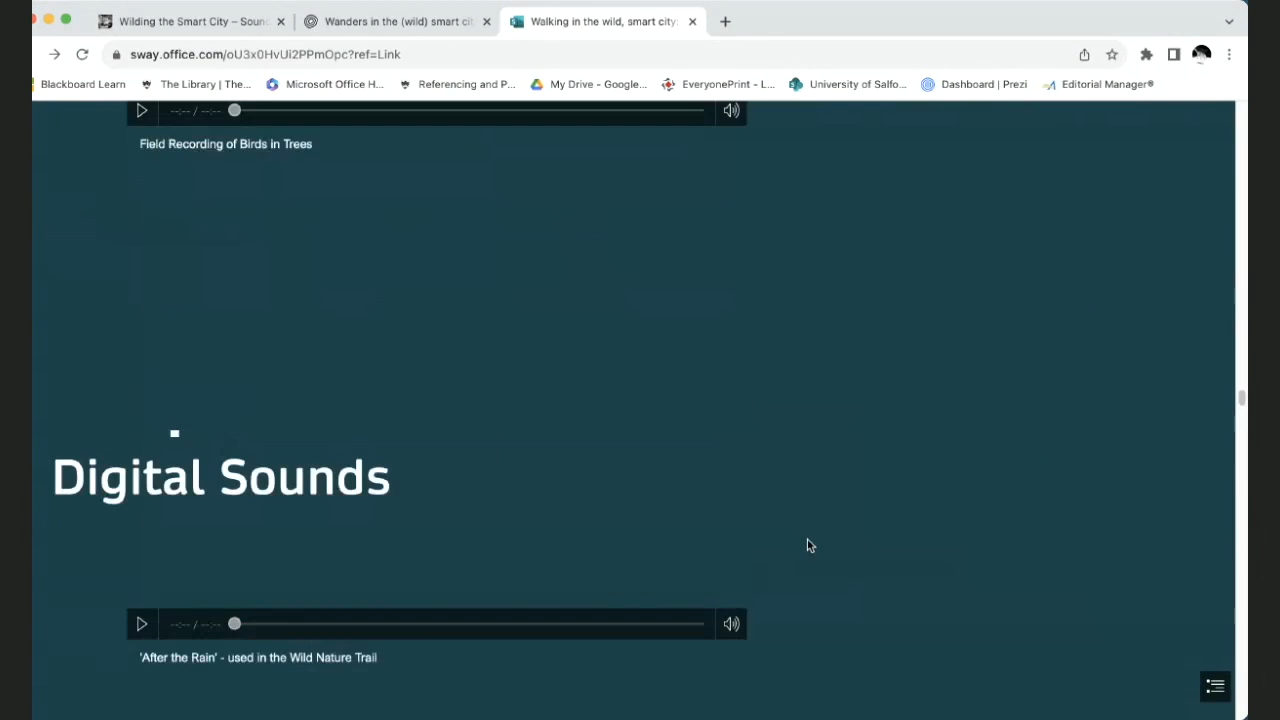 Wilding the Smart City – Soun
Wanders in the (wild) smart cit
Walking in the wild, smart city:
sway.office.com/oU3x0HvUi2PPmOpc?ref=Link
Blackboard Learn
The Library | The...
Microsoft Office H...
Referencing and P...
My Drive - Google...
EveryonePrint - L...
University of Salfo...
Dashboard | Prezi
Editorial Manager®
--:-- / --:--
Field Recording of Birds in Trees
Digital Sounds
--:-- / --:--
'After the Rain' - used in the Wild Nature Trail